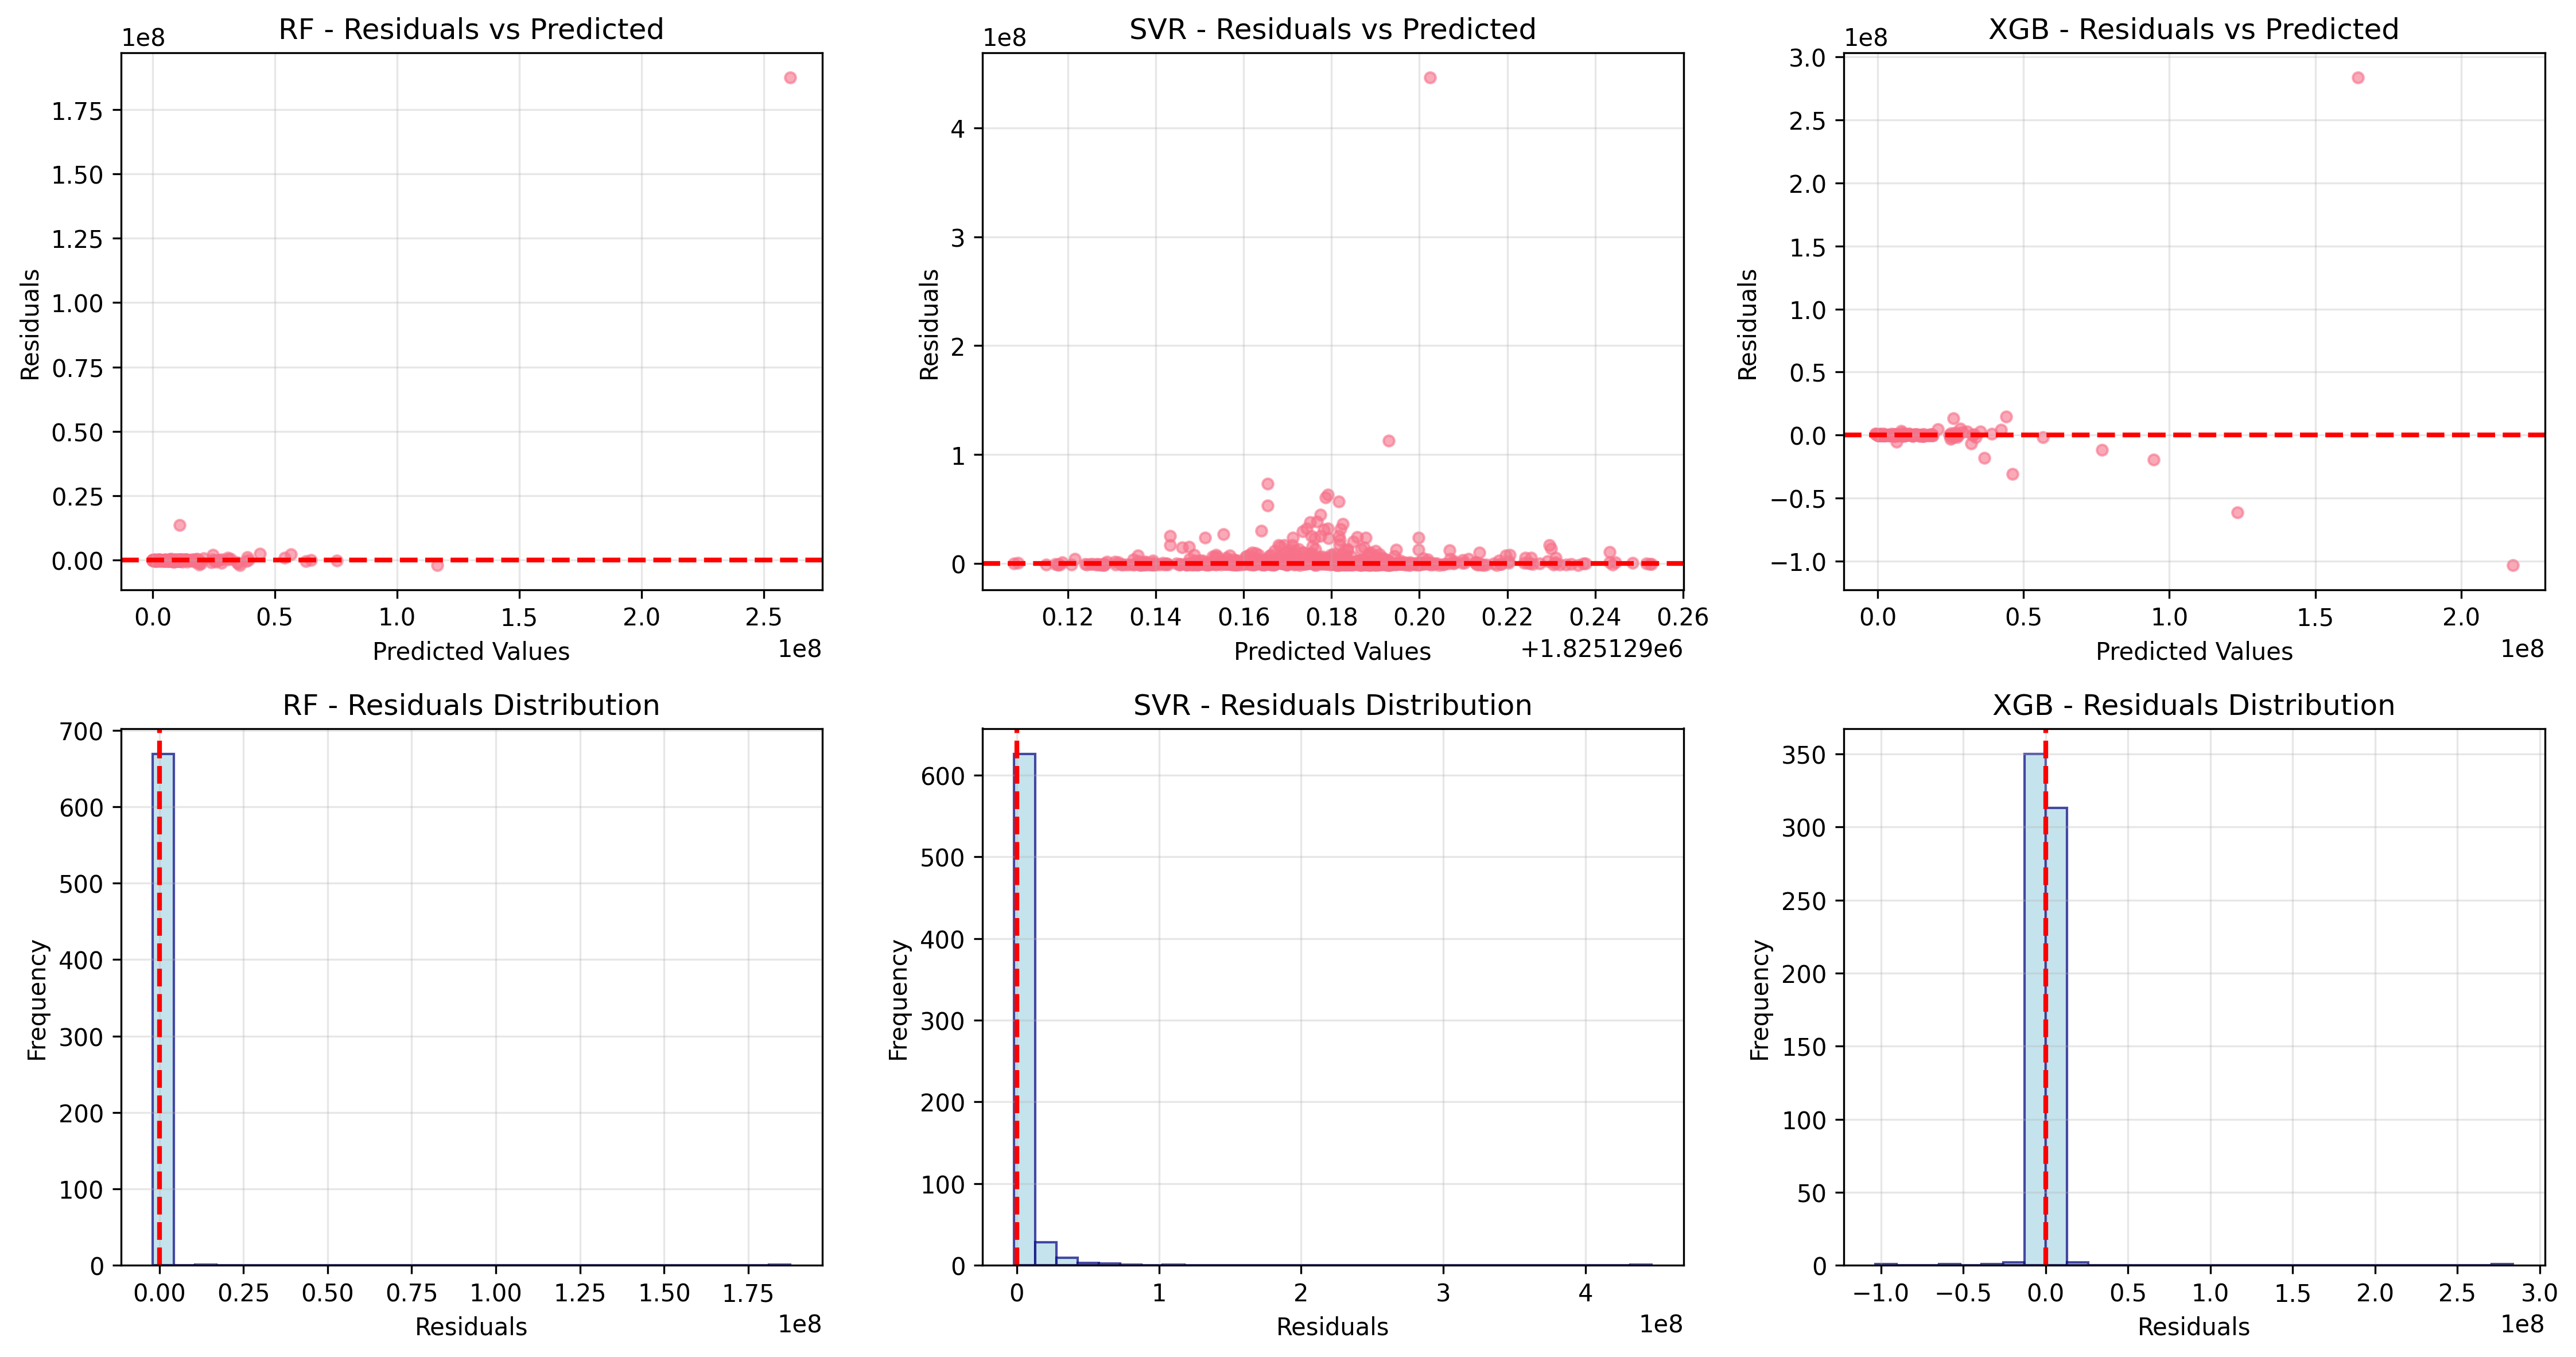 RF - Residuals vs Predicted
1e8
Residuals
1.75
1.50
1.25
1.00
0.75
0.50
0.25
0.00
0.0 0.5 1.0 1.5 2.0 2.5
Predicted Values
1e8
SVR - Residuals vs Predicted
1e8
Residuals
4
3
2
1
0
0.12 0.14 0.16 0.18 0.20 0.22 0.24 0.26
Predicted Values
+1.825129e6
XGB - Residuals vs Predicted
1e8
Residuals
3.0
2.5
2.0
1.5
1.0
0.5
0.0
−0.5
−1.0
0.0 0.5 1.0 1.5 2.0
Predicted Values
1e8
RF - Residuals Distribution
Frequency
700
600
500
400
300
200
100
0
0.00 0.25 0.50 0.75 1.00 1.25 1.50 1.75
Residuals
1e8
SVR - Residuals Distribution
Frequency
600
500
400
300
200
100
0
0 1 2 3 4
Residuals
1e8
XGB - Residuals Distribution
Frequency
350
300
250
200
150
100
50
0
−1.0 −0.5 0.0 0.5 1.0 1.5 2.0 2.5 3.0
Residuals
1e8